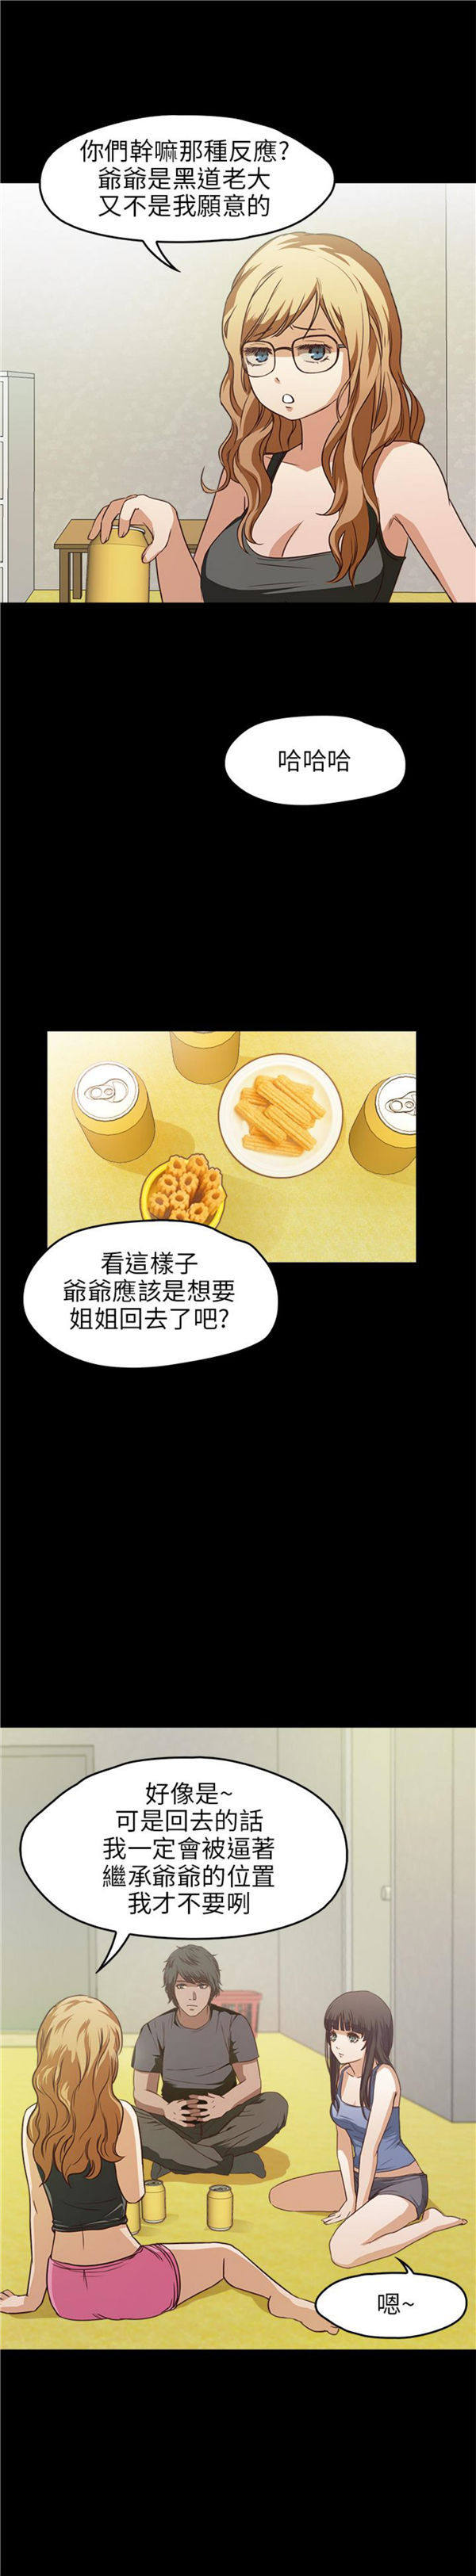 你們幹嘛那種反應?
爺爺是黑道老大
又不是我願意的
哈哈哈
看這樣子
爺爺應該是想要
姐姐回去了吧?
好像是~
可是回去的話
我一定會被逼著
繼承爺爺的位置
我才不要咧
嗯~